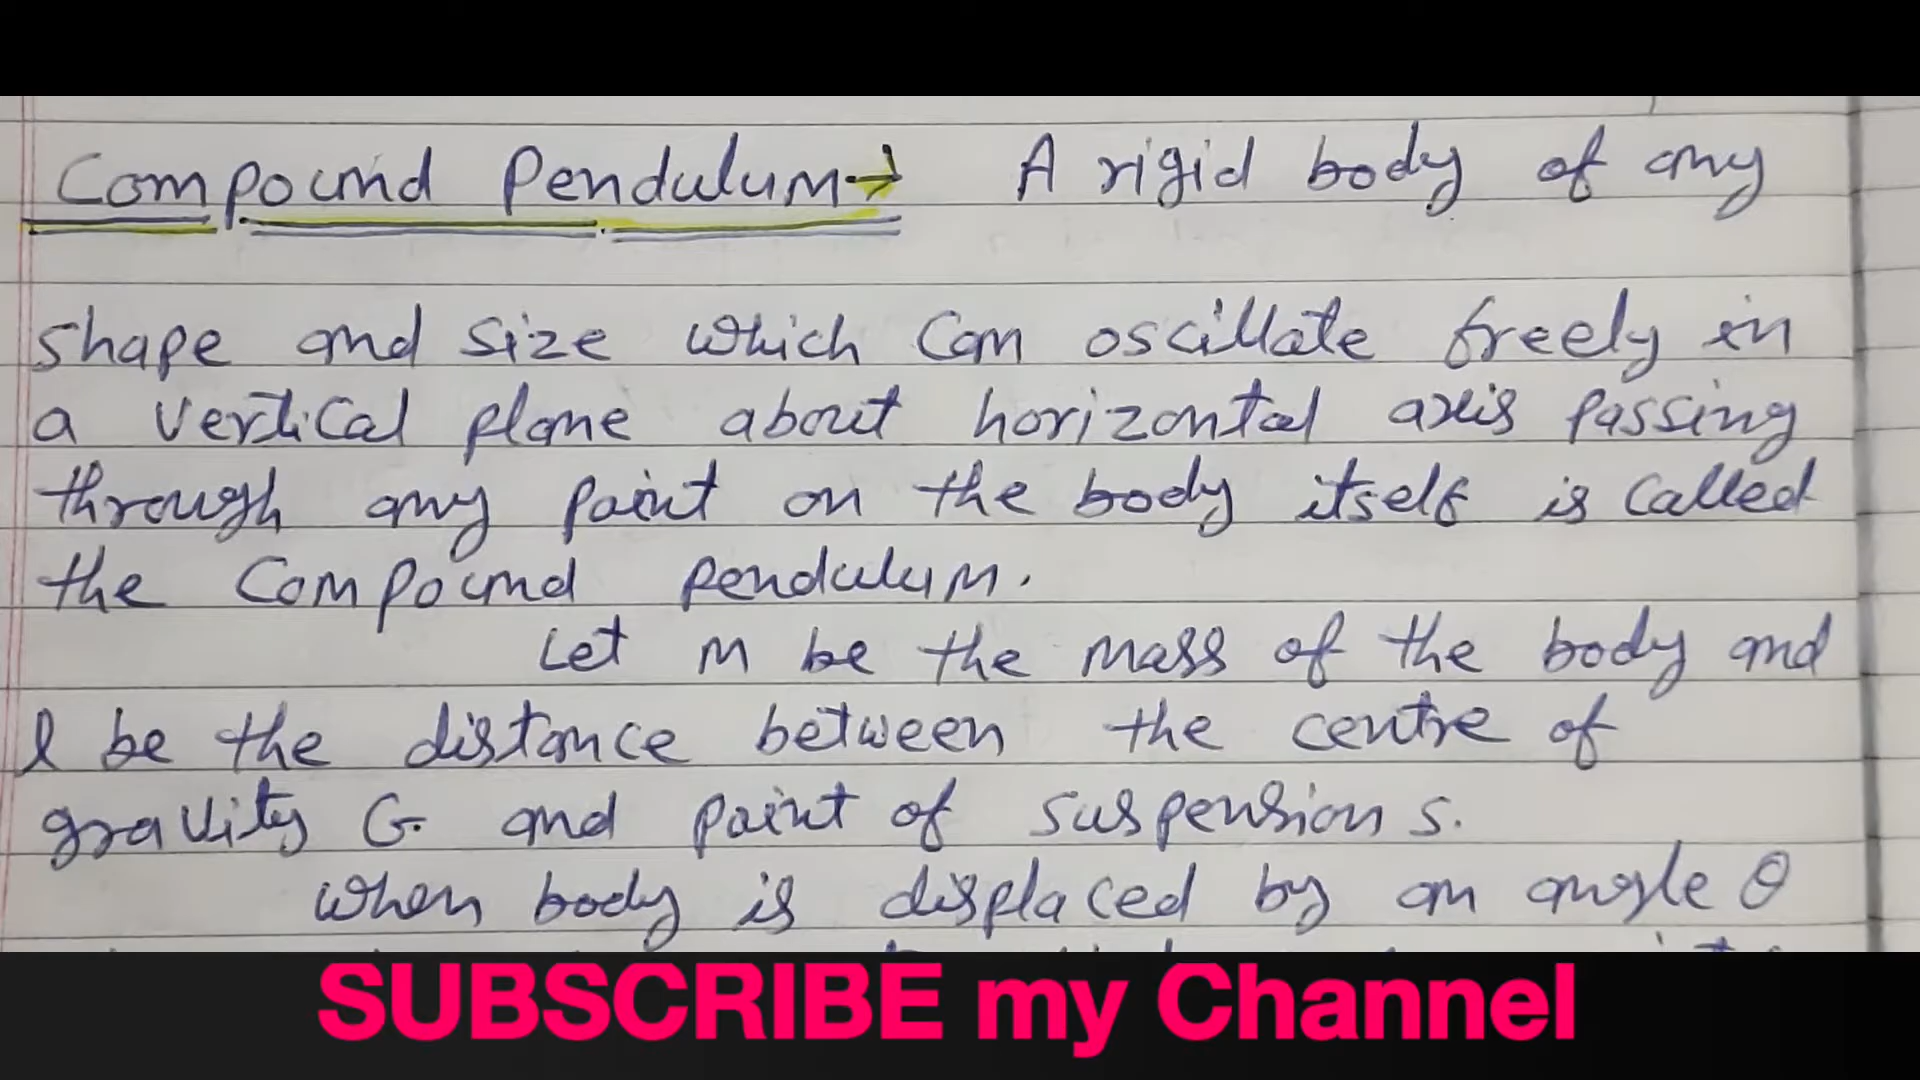 Compound Pendulum→ A rigid body of any
shape and size which can oscillate freely in
a vertical plane about horizontal axis passing
through any point on the body itself is called
the Compound pendulum.
Let M be the mass of the body and
l be the distance between the centre of
gravity G and point of suspension S.
when body is displaced by an angle θ
SUBSCRIBE my Channel